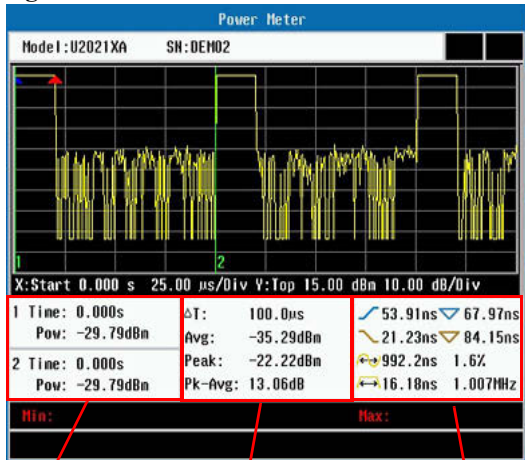 Power Meter
Model:U2021XA SN:DEMO2
1 2
X:Start 0.000 s 25.00 µs/Div Y:Top 15.00 dBm 10.00 dB/Div
1 Time: 0.000s
Pow: -29.79dBm
2 Time: 0.000s
Pow: -29.79dBm
ΔT: 100.0µs
Avg: -35.29dBm
Peak: -22.22dBm
Pk-Avg: 13.06dB
53.91ns 67.97ns
21.23ns 84.15ns
992.2ns 1.6%
16.18ns 1.007MHz
Min: Max: